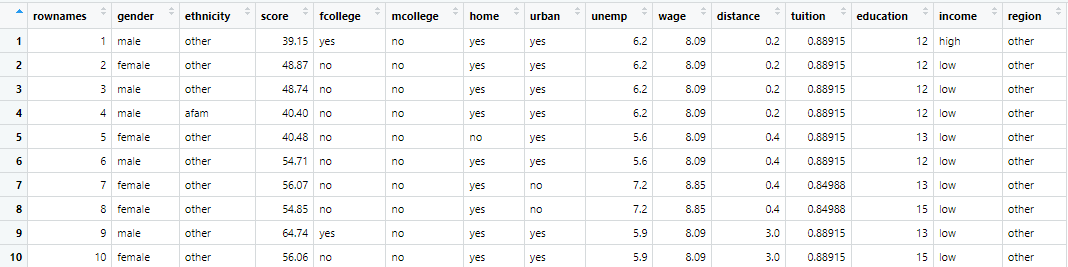 rownames gender ethnicity score fcollege mcollege home urban unemp wage distance tuition education income region
1 1 male other 39.15 yes no yes yes 6.2 8.09 0.2 0.88915 12 high other
2 2 female other 48.87 no no yes yes 6.2 8.09 0.2 0.88915 12 low other
3 3 male other 48.74 no no yes yes 6.2 8.09 0.2 0.88915 12 low other
4 4 male afam 40.40 no no yes yes 6.2 8.09 0.2 0.88915 12 low other
5 5 female other 40.48 no no no yes 5.6 8.09 0.4 0.88915 13 low other
6 6 male other 54.71 no no yes yes 5.6 8.09 0.4 0.88915 12 low other
7 7 female other 56.07 no no yes no 7.2 8.85 0.4 0.84988 13 low other
8 8 female other 54.85 no no yes no 7.2 8.85 0.4 0.84988 15 low other
9 9 male other 64.74 yes no yes yes 5.9 8.09 3.0 0.88915 13 low other
10 10 female other 56.06 no no yes yes 5.9 8.09 3.0 0.88915 15 low other